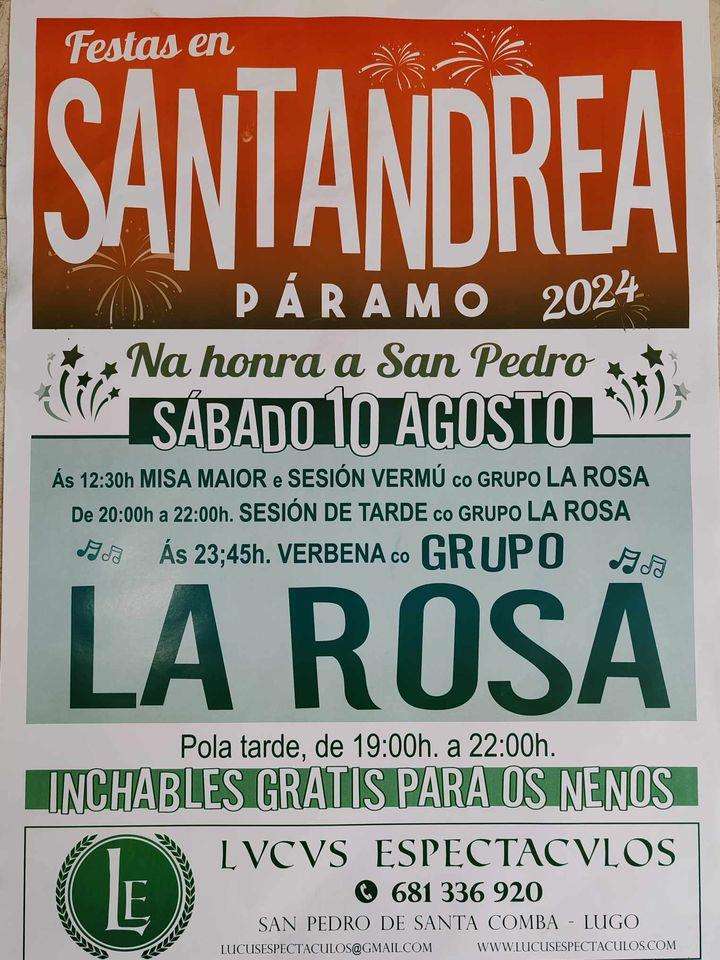 Festas en
SANTANDREA
PÁRAMO 2024
Na honra a San Pedro
SÁBADO 10 AGOSTO
Ás 12:30h MISA MAIOR e SESIÓN VERMÚ co GRUPO LA ROSA
De 20:00h a 22:00h. SESIÓN DE TARDE co GRUPO LA ROSA
Ás 23;45h. VERBENA co GRUPO
LA ROSA
Pola tarde, de 19:00h. a 22:00h.
INCHABLES GRATIS PARA OS NENOS
LE
LVCVS ESPECTACVLOS
681 336 920
SAN PEDRO DE SANTA COMBA - LUGO
LUCUSESPECTACULOS@GMAIL.COM WWW.LUCUSESPECTACULOS.COM